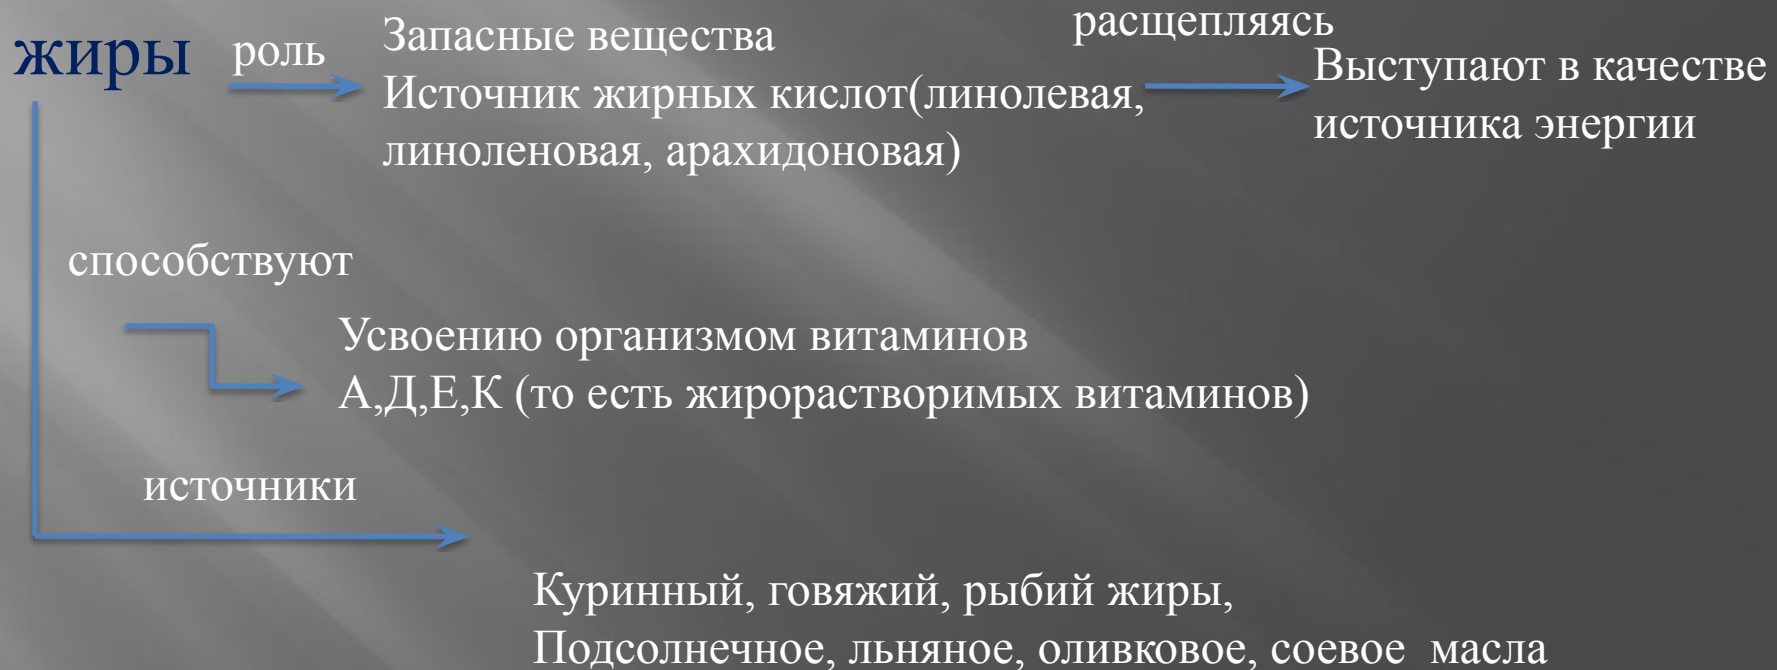 жиры
роль
Запасные вещества
Источник жирных кислот(линолевая,
линоленовая, арахидоновая)
расщепляясь
Выступают в качестве
источника энергии
способствуют
Усвоению организмом витаминов
А,Д,Е,К (то есть жирорастворимых витаминов)
источники
Куринный, говяжий, рыбий жиры,
Подсолнечное, льняное, оливковое, соевое масла